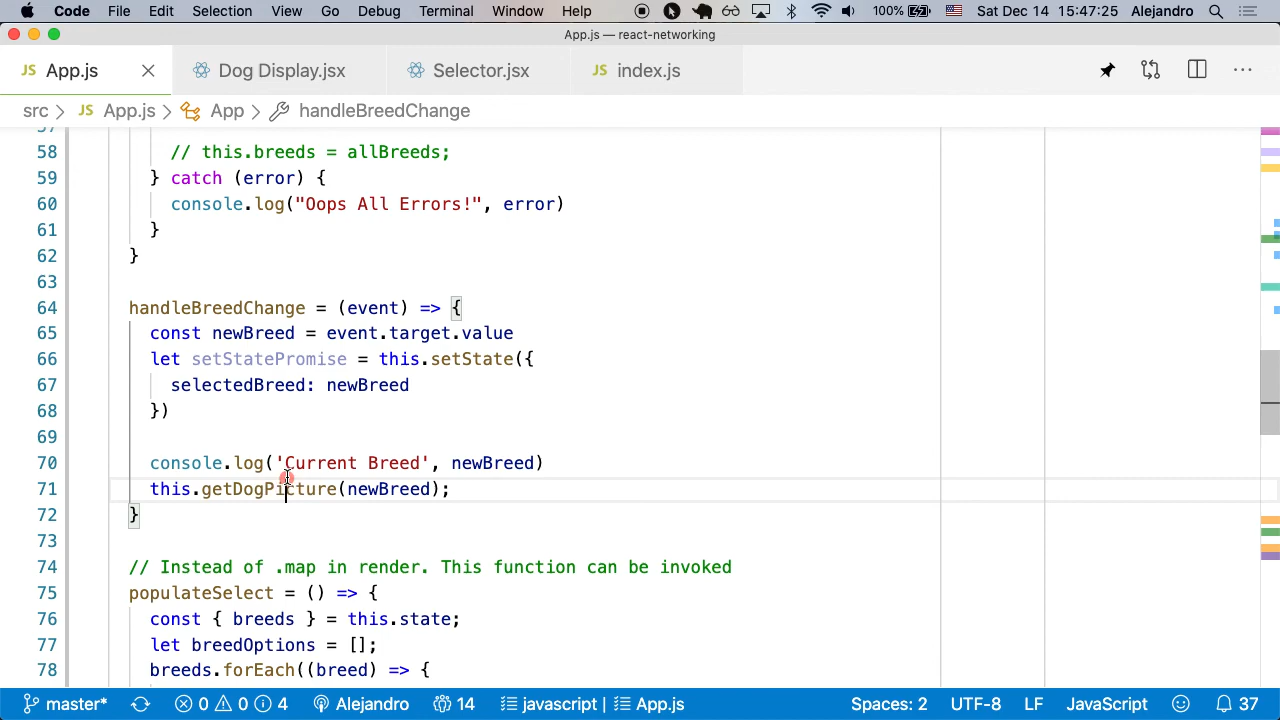 Code File Edit Selection View Go Debug Terminal Window Help 100% Sat Dec 14 15:47:25 Alejandro
App.js — react-networking
JS App.js Dog Display.jsx Selector.jsx JS index.js
src > JS App.js > App > handleBreedChange
57
58 // this.breeds = allBreeds;
59 } catch (error) {
60 console.log("Oops All Errors!", error)
61 }
62 }
63
64 handleBreedChange = (event) => {
65 const newBreed = event.target.value
66 let setStatePromise = this.setState({
67 selectedBreed: newBreed
68 })
69
70 console.log('Current Breed', newBreed)
71 this.getDogPicture(newBreed);
72 }
73
74 // Instead of .map in render. This function can be invoked
75 populateSelect = () => {
76 const { breeds } = this.state;
77 let breedOptions = [];
78 breeds.forEach((breed) => {
master* 0 0 4 Alejandro 14 javascript | App.js Spaces: 2 UTF-8 LF JavaScript 37